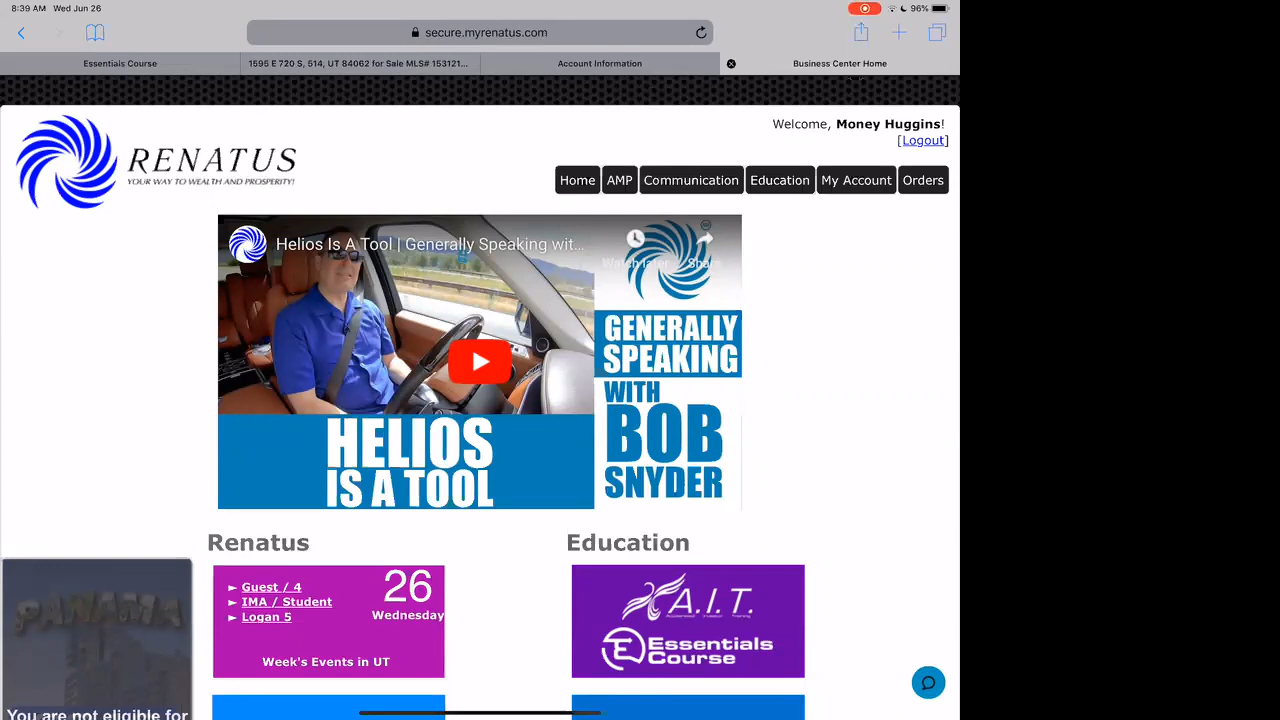 8:39 AM Wed Jun 26
96%
secure.myrenatus.com
Essentials Course
1595 E 720 S, 514, UT 84062 for Sale MLS# 153121...
Account Information
Business Center Home
Welcome, Money Huggins!
[Logout]
RENATUS
YOUR WAY TO WEALTH AND PROSPERITY!
Home
AMP
Communication
Education
My Account
Orders
Helios Is A Tool | Generally Speaking wit...
Watch later
Share
GENERALLY
SPEAKING
WITH
BOB
SNYDER
HELIOS
IS A TOOL
Renatus
Education
► Guest / 4
► IMA / Student
► Logan 5
26
Wednesday
Week's Events in UT
A.I.T.
Essentials
Course
PANAMA
You are not eligible for